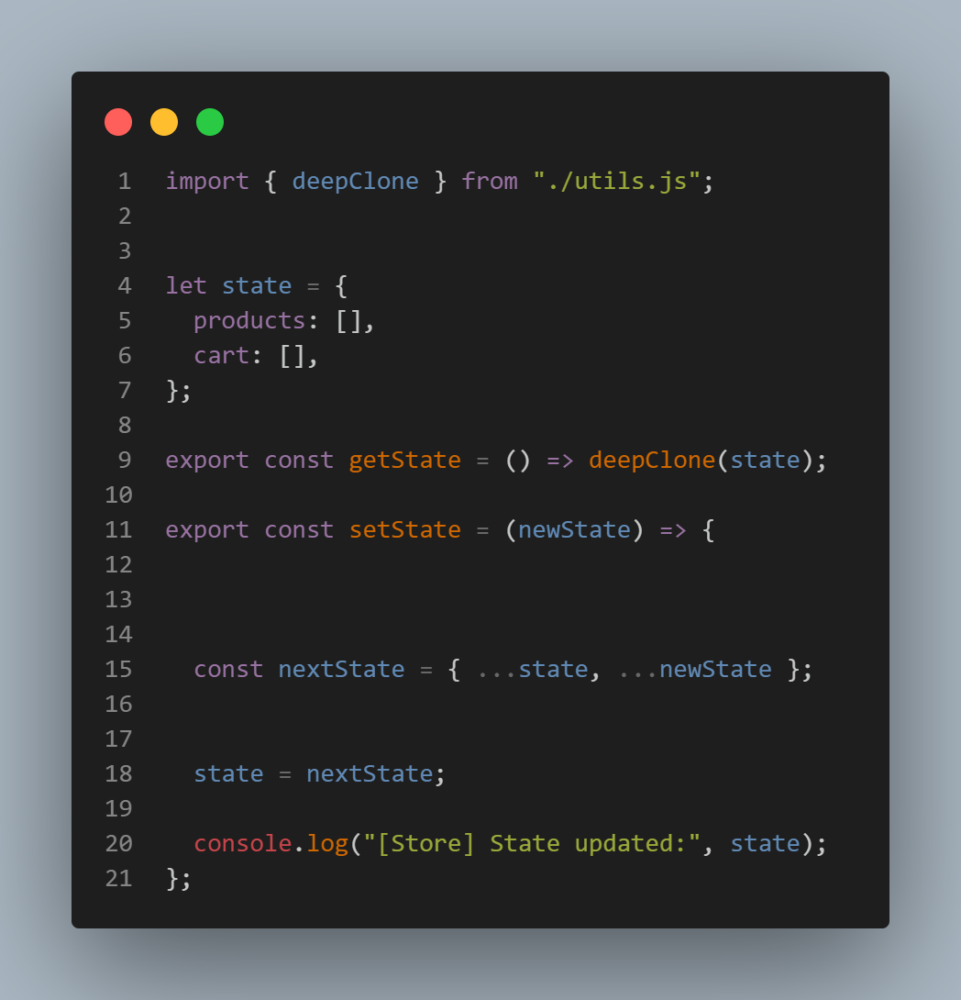 1 import { deepClone } from "./utils.js";
2
3
4 let state = {
5   products: [],
6   cart: [],
7 };
8
9 export const getState = () => deepClone(state);
10
11 export const setState = (newState) => {
12
13
14
15   const nextState = { ...state, ...newState };
16
17
18   state = nextState;
19
20   console.log("[Store] State updated:", state);
21 };